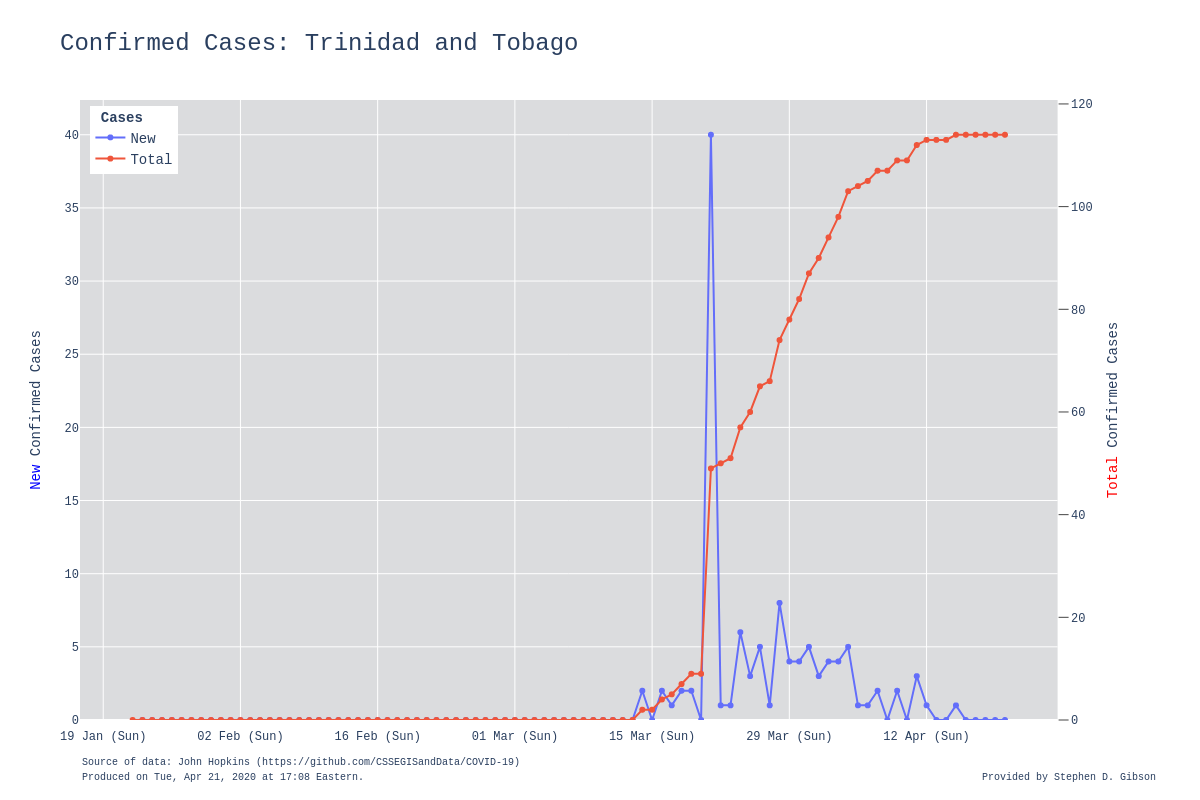 Confirmed Cases: Trinidad and Tobago
Cases
New
Total
40
35
30
25
20
15
10
5
0
120
100
80
60
40
20
0
New Confirmed Cases
Total Confirmed Cases
19 Jan (Sun) 02 Feb (Sun) 16 Feb (Sun) 01 Mar (Sun) 15 Mar (Sun) 29 Mar (Sun) 12 Apr (Sun)
Source of data: John Hopkins (https://github.com/CSSEGISandData/COVID-19)
Produced on Tue, Apr 21, 2020 at 17:08 Eastern.
Provided by Stephen D. Gibson